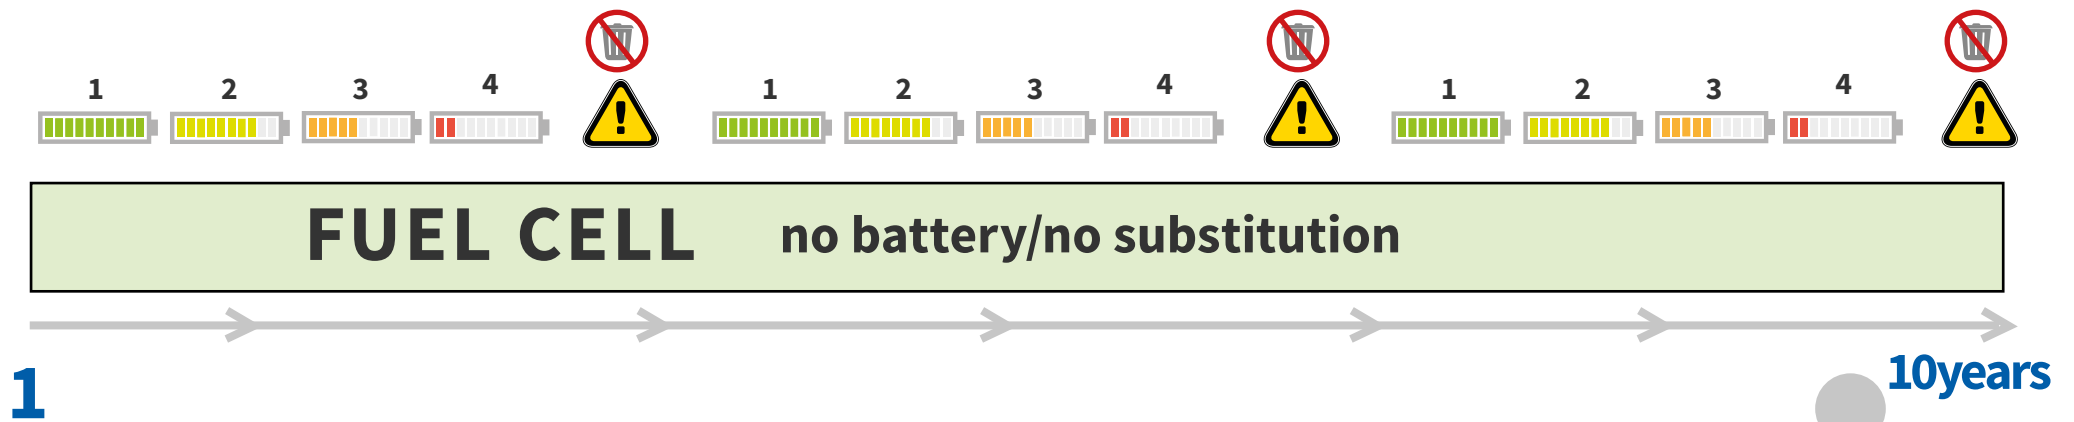 1 2 3 4 1 2 3 4 1 2 3 4
!  !  !
FUEL CELL no battery/no substitution
1 10years